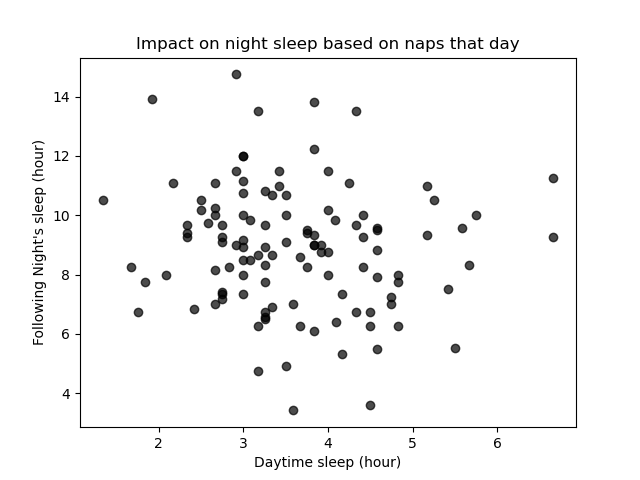 Impact on night sleep based on naps that day
Following Night's sleep (hour)
14
12
10
8
6
4
2 3 4 5 6
Daytime sleep (hour)